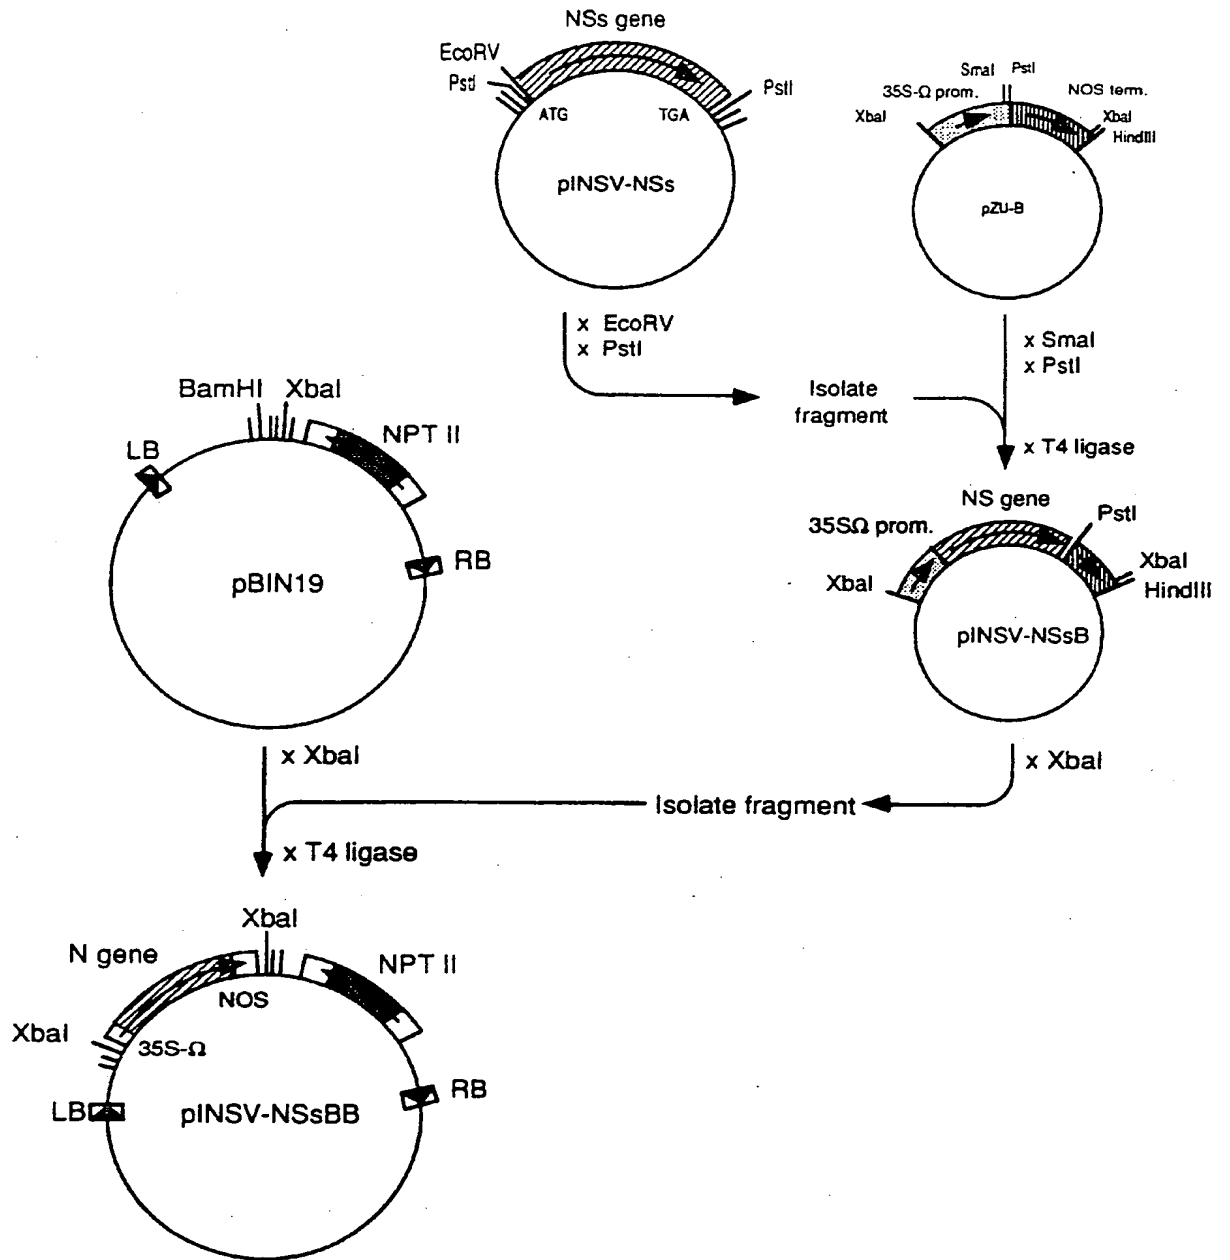 NSs gene
EcoRV
PstI
PstI
ATG
TGA
pINSV-NSs
SmaI
PstI
35S-Ω prom.
NOS term.
XbaI
XbaI
HindIII
pZU-B
x EcoRV
x PstI
x SmaI
x PstI
Isolate
fragment
x T4 ligase
BamHI
XbaI
LB
NPT II
RB
pBIN19
NS gene
35SΩ prom.
PstI
XbaI
XbaI
HindIII
pINSV-NSsB
x XbaI
x XbaI
Isolate fragment
x T4 ligase
XbaI
N gene
NPT II
NOS
XbaI
35S-Ω
LB
RB
pINSV-NSsBB